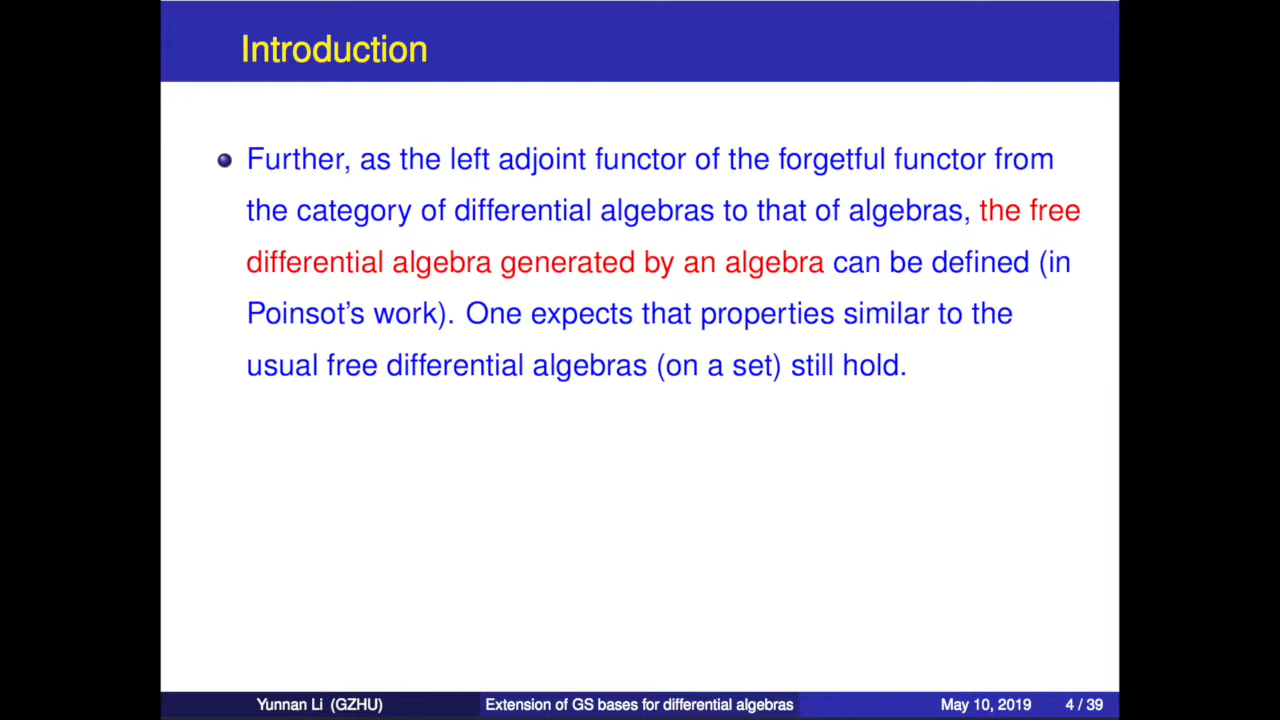 Introduction
Further, as the left adjoint functor of the forgetful functor from
the category of differential algebras to that of algebras, the free
differential algebra generated by an algebra can be defined (in
Poinsot's work). One expects that properties similar to the
usual free differential algebras (on a set) still hold.
Yunnan Li (GZHU) Extension of GS bases for differential algebras May 10, 2019 4 / 39